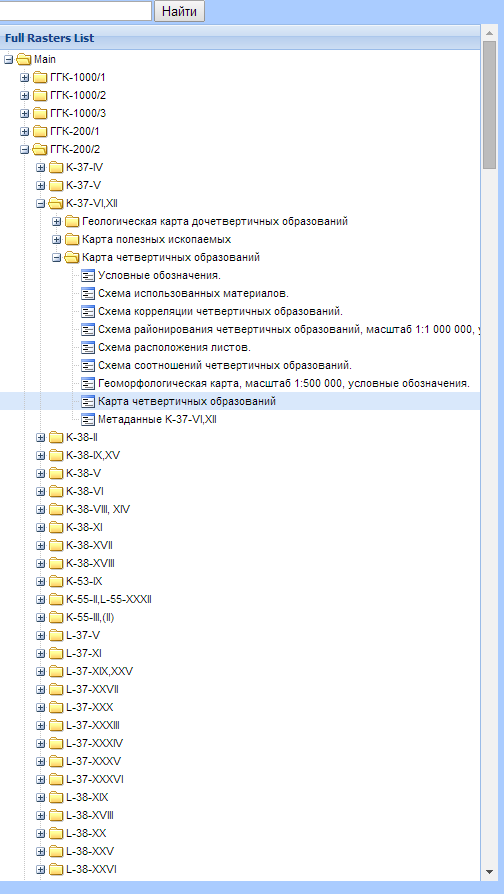 Найти
Full Rasters List
Main
ГГК-1000/1
ГГК-1000/2
ГГК-1000/3
ГГК-200/1
ГГК-200/2
K-37-IV
K-37-V
K-37-VI,XII
Геологическая карта дочетвертичных образований
Карта полезных ископаемых
Карта четвертичных образований
Условные обозначения.
Схема использованных материалов.
Схема корреляции четвертичных образований.
Схема районирования четвертичных образований, масштаб 1:1 000 000,
Схема расположения листов.
Схема соотношений четвертичных образований.
Геоморфологическая карта, масштаб 1:500 000, условные обозначения.
Карта четвертичных образований
Метаданные K-37-VI,XII
K-38-II
K-38-IX,XV
K-38-V
K-38-VI
K-38-VIII, XIV
K-38-XI
K-38-XVII
K-38-XVIII
K-53-IX
K-55-II,L-55-XXXII
K-55-III,(II)
L-37-V
L-37-XI
L-37-XIX,XXV
L-37-XXVII
L-37-XXX
L-37-XXXIII
L-37-XXXIV
L-37-XXXV
L-37-XXXVI
L-38-XIX
L-38-XVIII
L-38-XX
L-38-XXV
L-38-XXVI